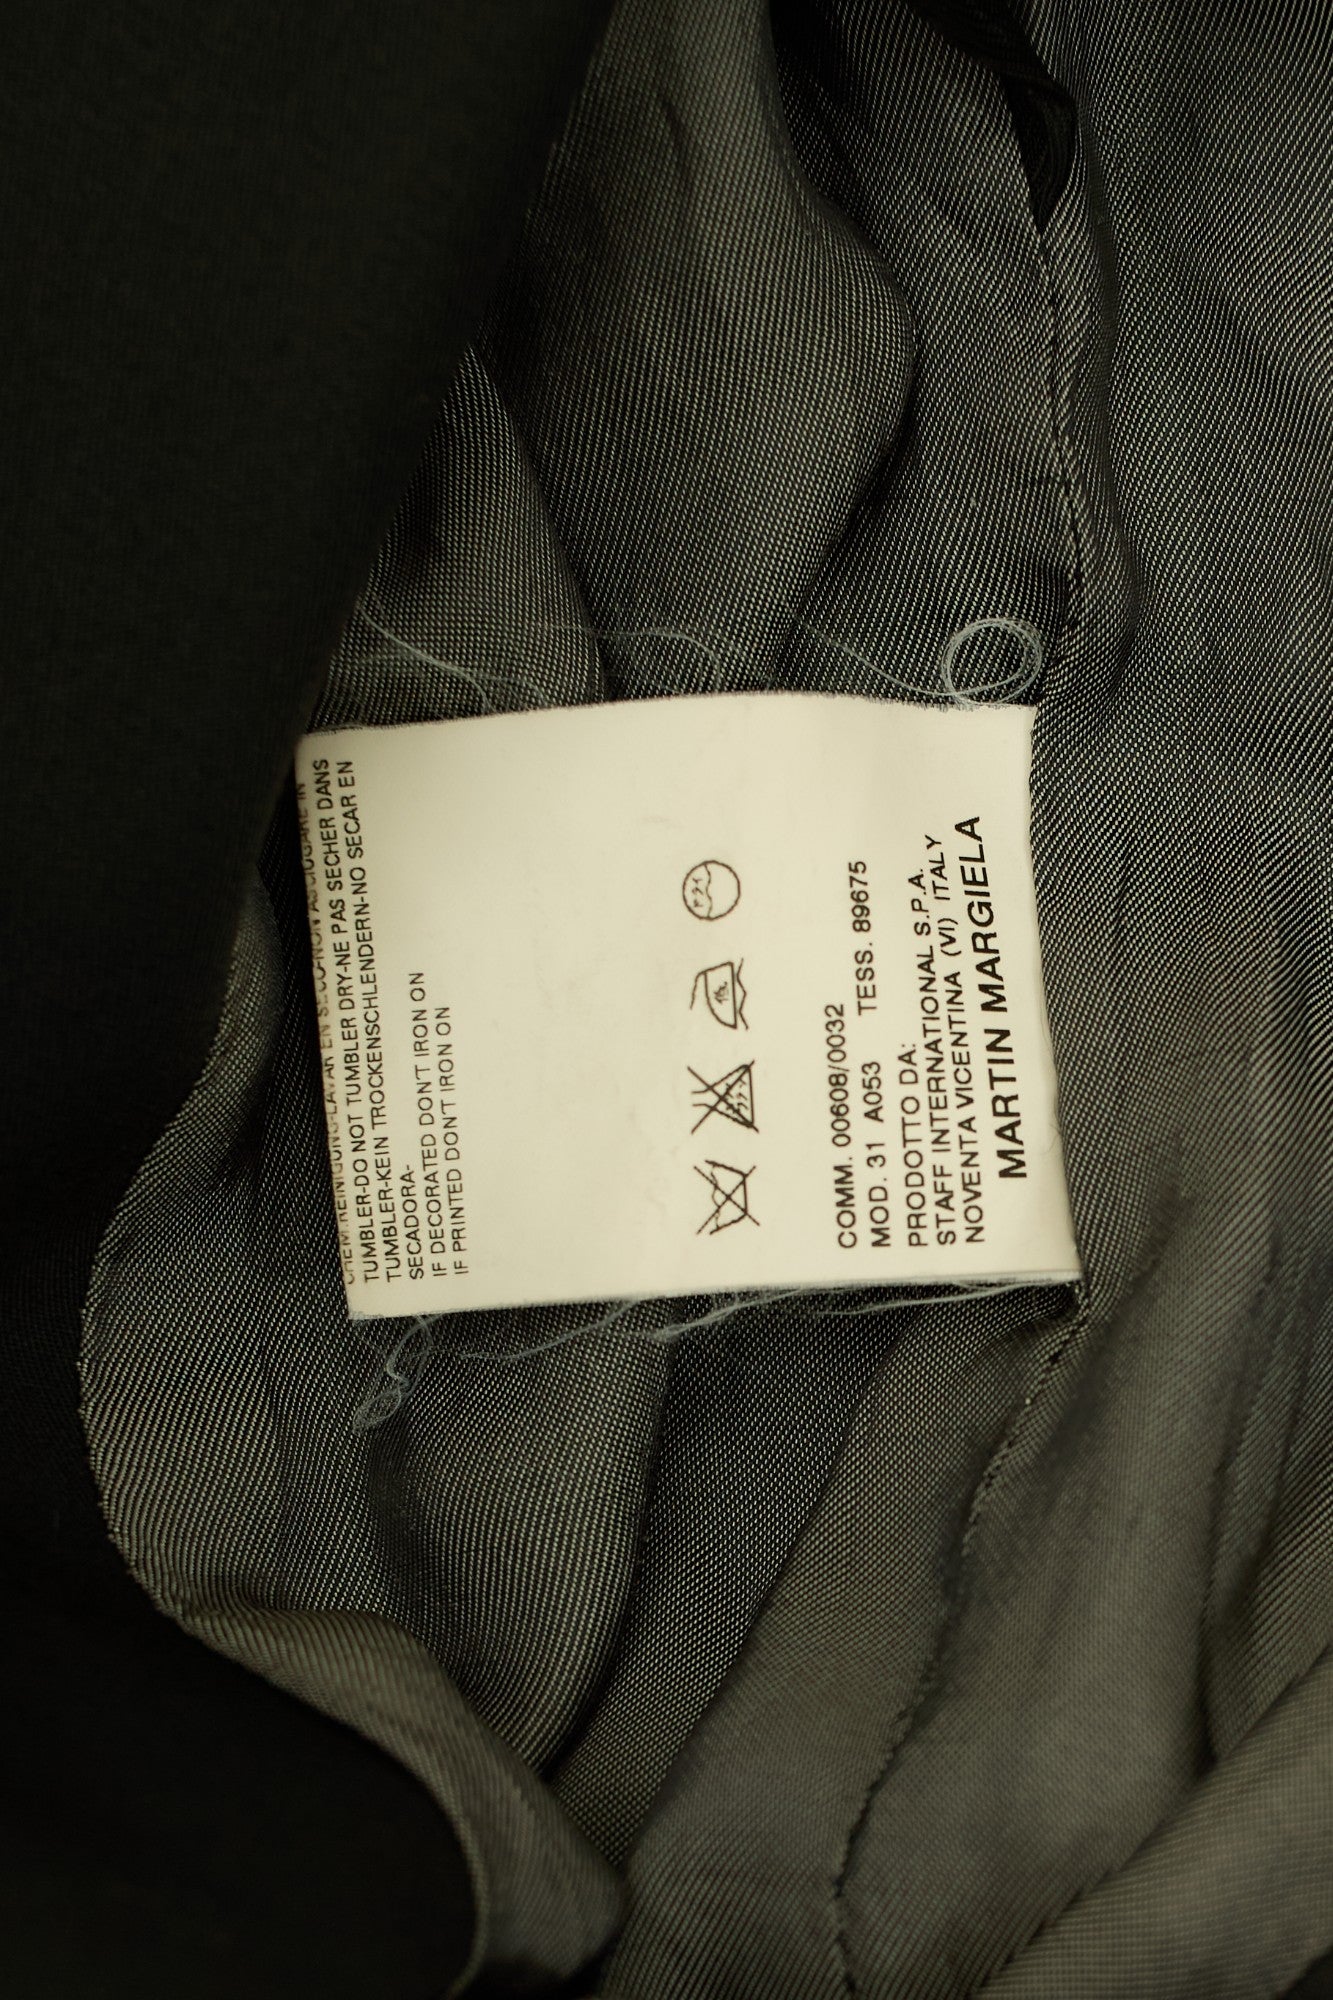 TUMBLER-DO NOT TUMBLER DRY-NE PAS SECHER DANS
TUMBLER-KEIN TROCKENSCHLENDERN-NO SECAR EN
SECADORA-
IF DECORATED DON'T IRON ON
IF PRINTED DON'T IRON ON
COMM. 00608/0032
MOD. 31 A053 TESS. 89675
PRODOTTO DA:
STAFF INTERNATIONAL S.P.A.
NOVENTA VICENTINA (VI) ITALY
MARTIN MARGIELA